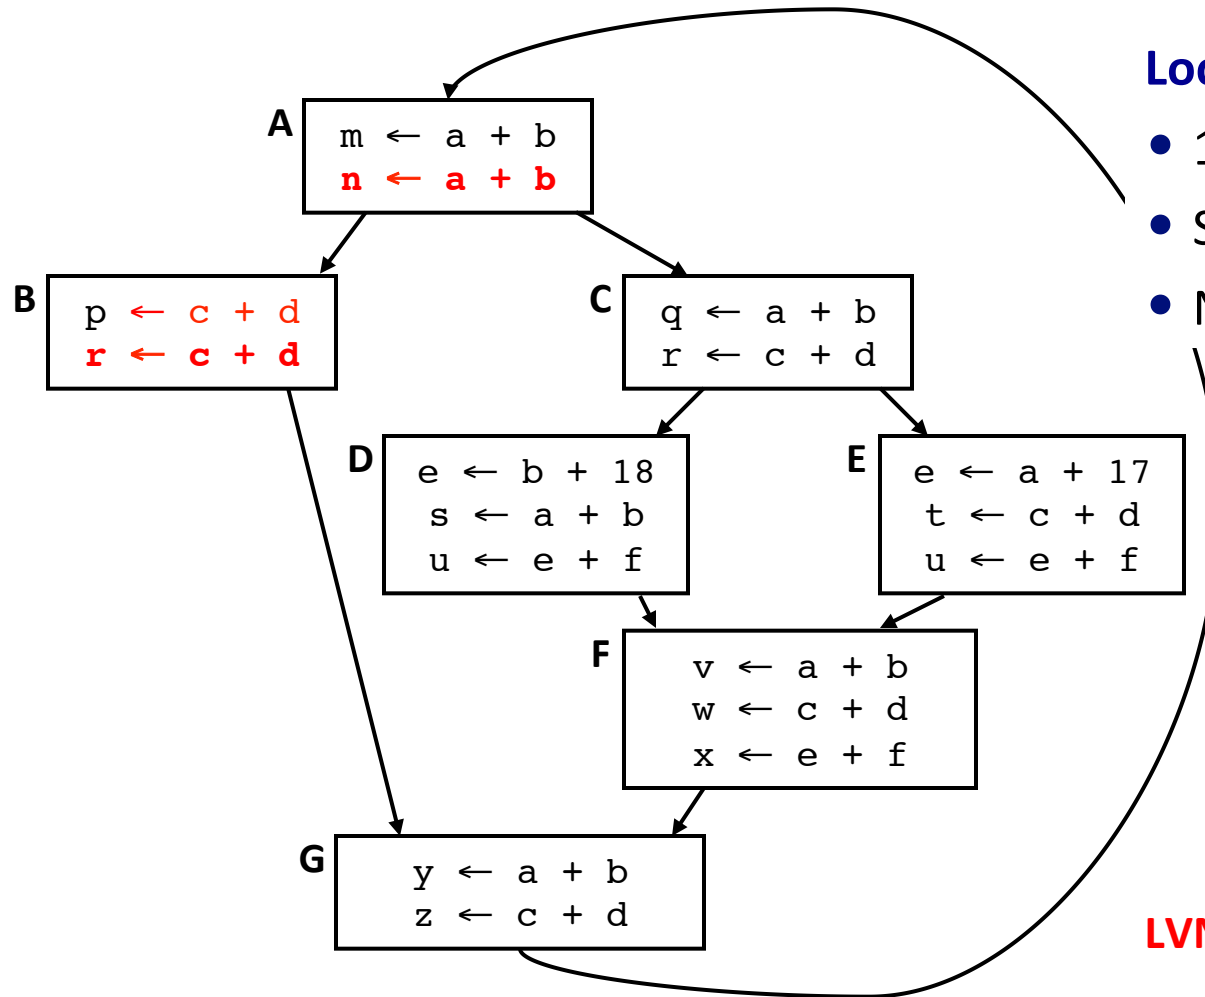 A
m ← a + b
n ← a + b
B
p ← c + d
r ← c + d
C
q ← a + b
r ← c + d
D
e ← b + 18
s ← a + b
u ← e + f
E
e ← a + 17
t ← c + d
u ← e + f
F
v ← a + b
w ← c + d
x ← e + f
G
y ← a + b
z ← c + d